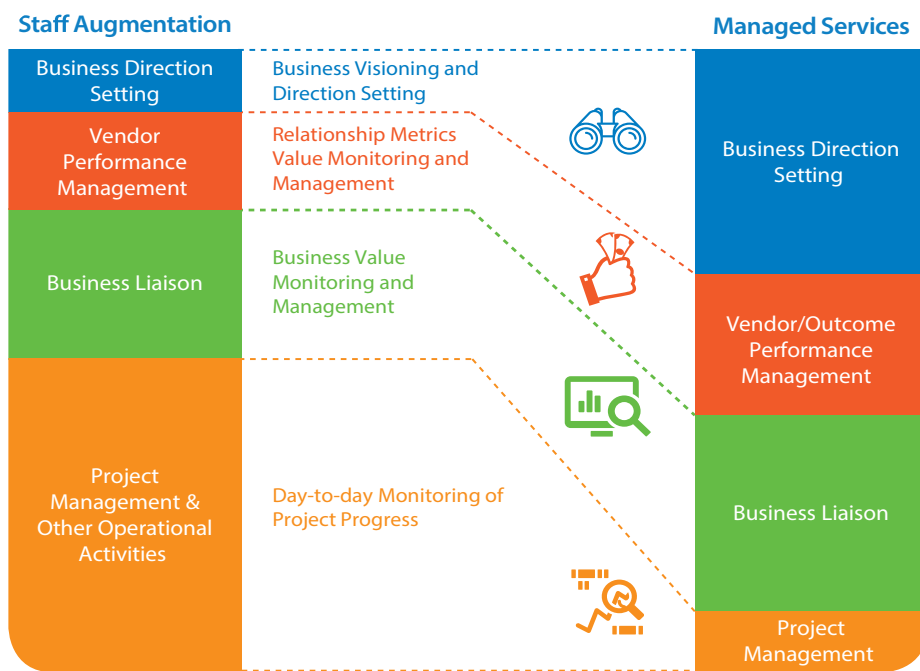 Staff Augmentation
Managed Services
Business Direction
Setting
Vendor
Performance
Management
Business Liaison
Project
Management &
Other Operational
Activities
Business Visioning and
Direction Setting
Relationship Metrics
Value Monitoring and
Management
Business Value
Monitoring and
Management
Day-to-day Monitoring of
Project Progress
Business Direction
Setting
Vendor/Outcome
Performance
Management
Business Liaison
Project
Management